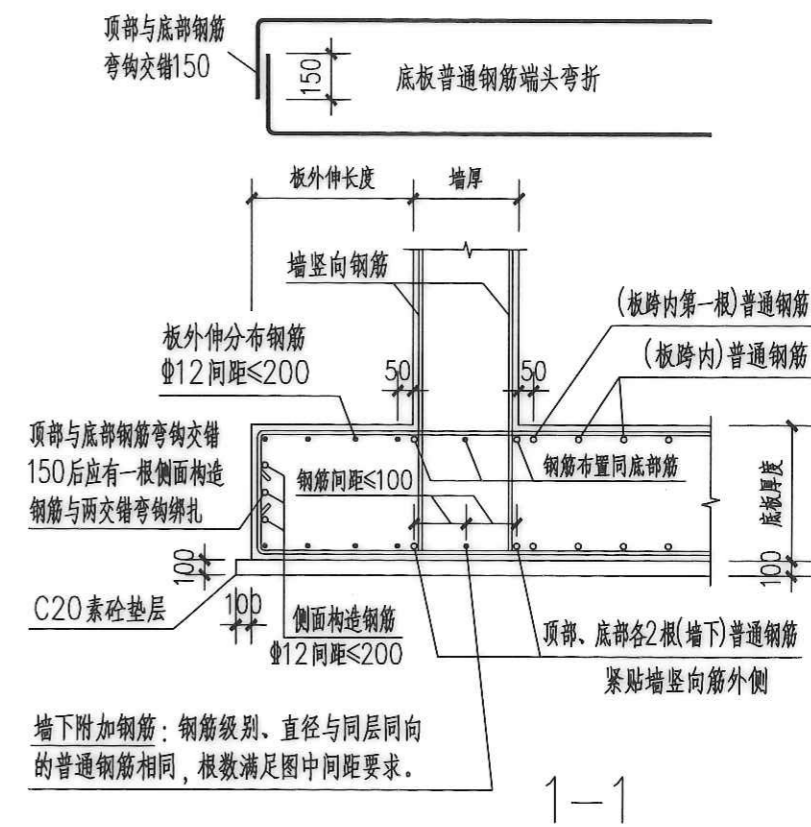 顶部与底部钢筋
弯钩交错150
150
底板普通钢筋端头弯折
板外伸长度
墙厚
墙竖向钢筋
(板跨内第一根)普通钢筋
板外伸分布钢筋
Φ12间距≤200
50
50
(板跨内)普通钢筋
顶部与底部钢筋弯钩交错
150后应有一根侧面构造
钢筋与两交错弯钩绑扎
钢筋间距≤100
钢筋布置同底部筋
底板厚度
100
100
C20素砼垫层
100
侧面构造钢筋
Φ12间距≤200
顶部、底部各2根(墙下)普通钢筋
紧贴墙竖向筋外侧
墙下附加钢筋：钢筋级别、直径与同层同向
的普通钢筋相同，根数满足图中间距要求。
1—1